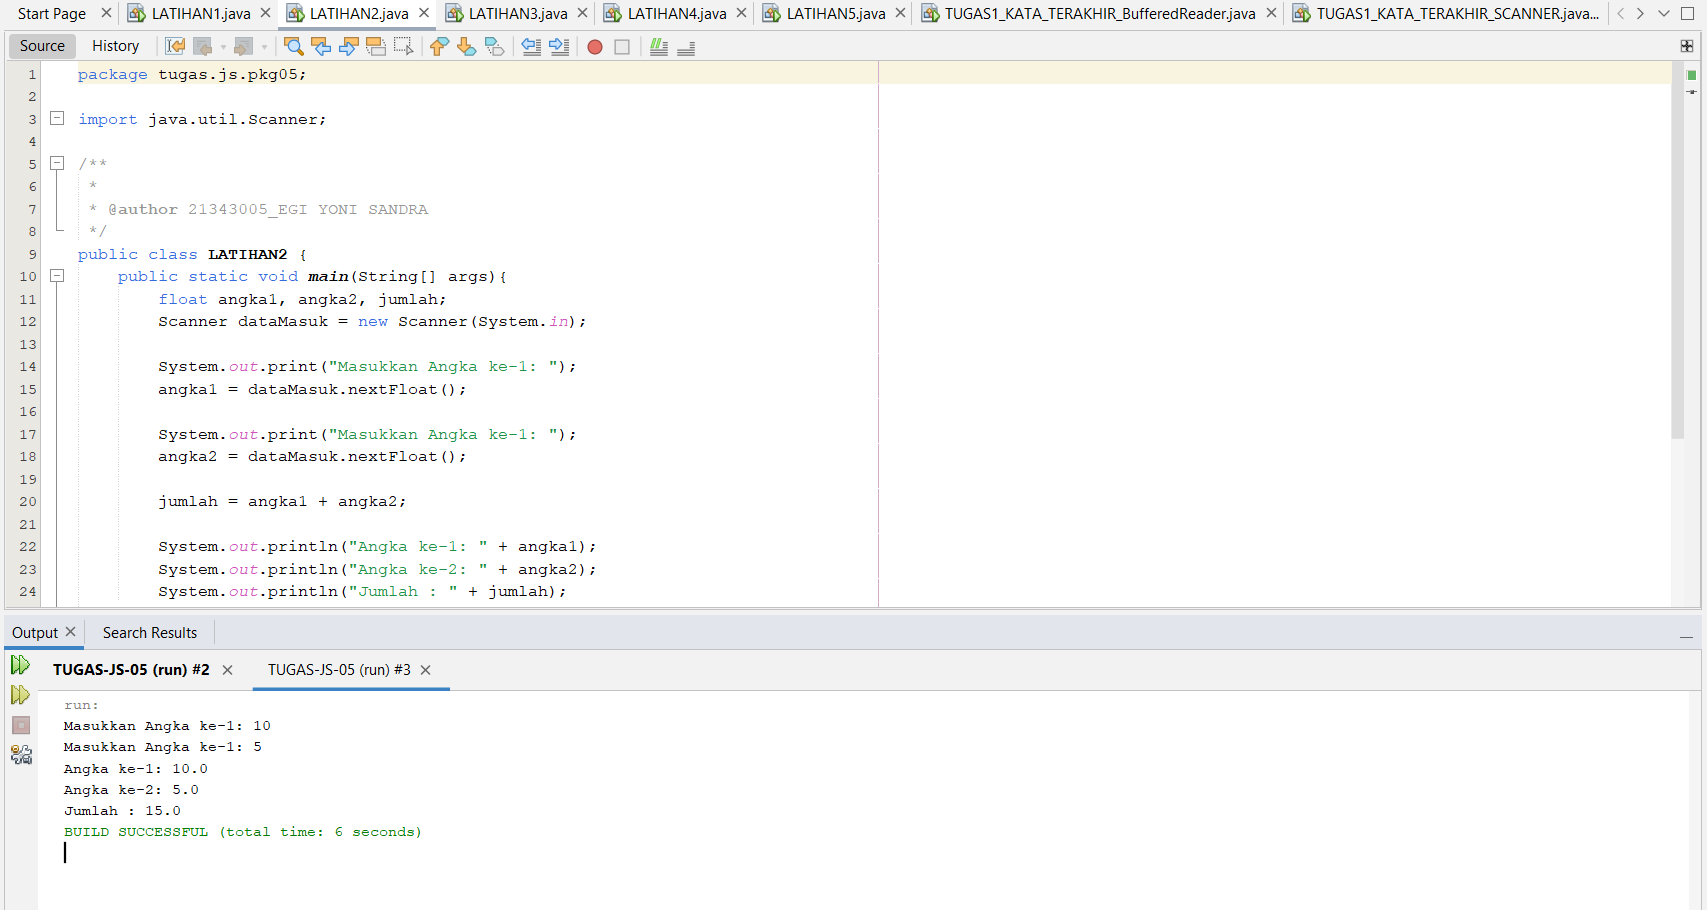 Start Page LATIHAN1.java LATIHAN2.java LATIHAN3.java LATIHAN4.java LATIHAN5.java TUGAS1_KATA_TERAKHIR_BufferedReader.java TUGAS1_KATA_TERAKHIR_SCANNER.java...
Source History
1 package tugas.js.pkg05;
2
3 import java.util.Scanner;
4
5 /**
6 *
7 * @author 21343005_EGI YONI SANDRA
8 */
9 public class LATIHAN2 {
10 public static void main(String[] args){
11 float angka1, angka2, jumlah;
12 Scanner dataMasuk = new Scanner(System.in);
13
14 System.out.print("Masukkan Angka ke-1: ");
15 angka1 = dataMasuk.nextFloat();
16
17 System.out.print("Masukkan Angka ke-1: ");
18 angka2 = dataMasuk.nextFloat();
19
20 jumlah = angka1 + angka2;
21
22 System.out.println("Angka ke-1: " + angka1);
23 System.out.println("Angka ke-2: " + angka2);
24 System.out.println("Jumlah : " + jumlah);
Output Search Results
TUGAS-JS-05 (run) #2 TUGAS-JS-05 (run) #3
run:
Masukkan Angka ke-1: 10
Masukkan Angka ke-1: 5
Angka ke-1: 10.0
Angka ke-2: 5.0
Jumlah : 15.0
BUILD SUCCESSFUL (total time: 6 seconds)